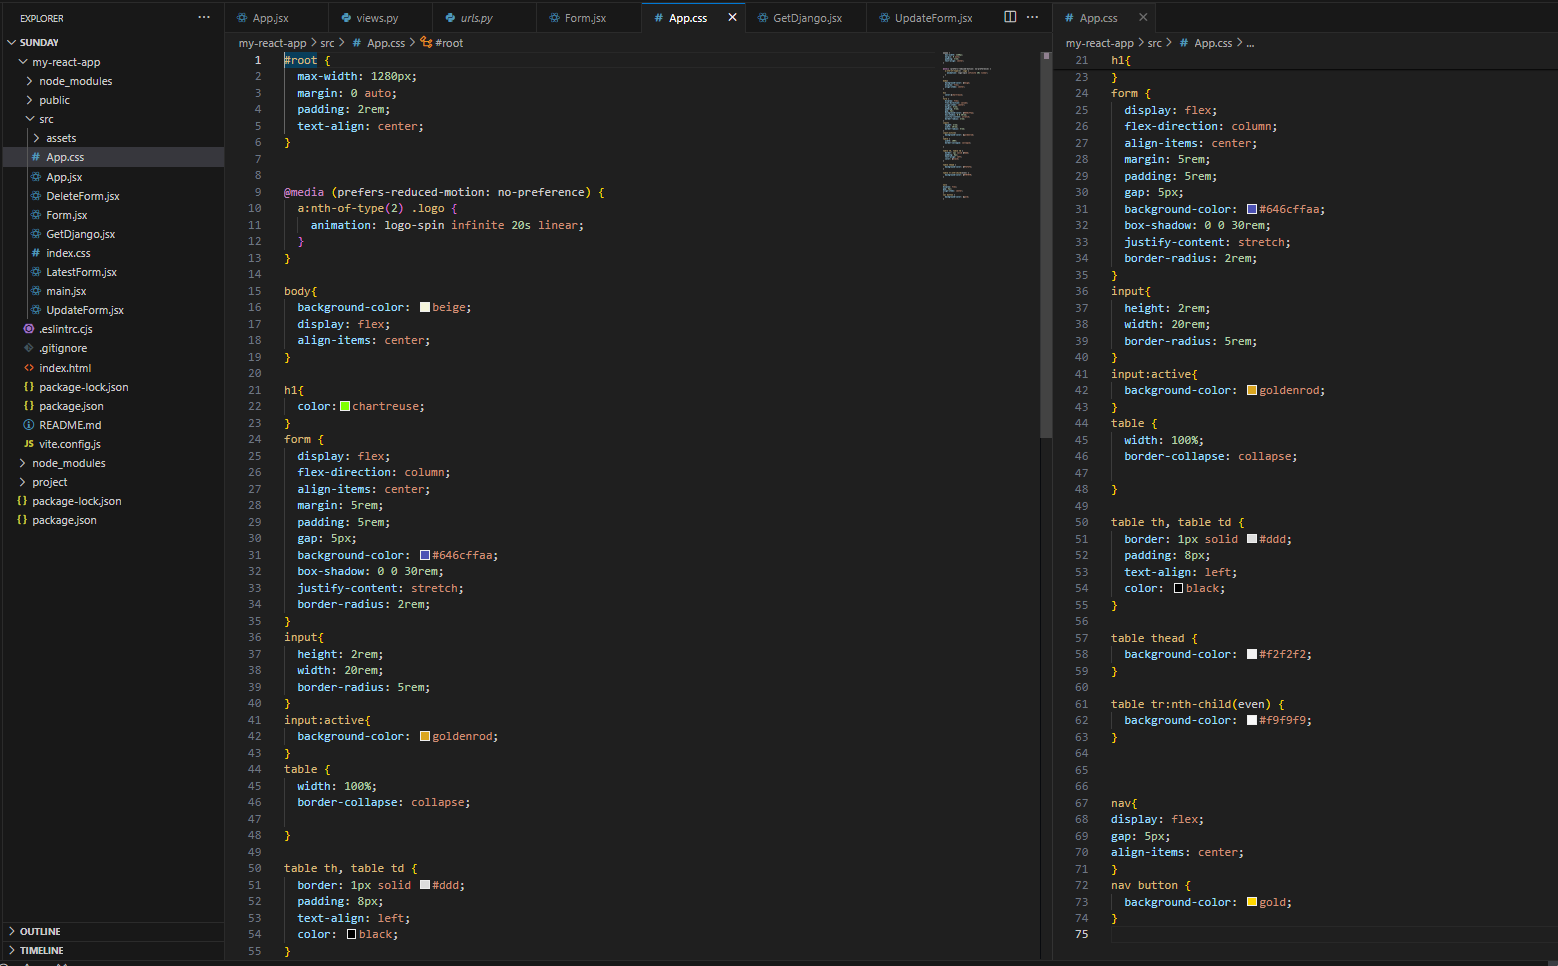 EXPLORER
SUNDAY
my-react-app
node_modules
public
src
assets
# App.css
App.jsx
DeleteForm.jsx
Form.jsx
GetDjango.jsx
# index.css
LatestForm.jsx
main.jsx
UpdateForm.jsx
.eslintrc.cjs
.gitignore
<> index.html
{} package-lock.json
{} package.json
README.md
JS vite.config.js
node_modules
project
{} package-lock.json
{} package.json
OUTLINE
TIMELINE
App.jsx views.py urls.py Form.jsx # App.css GetDjango.jsx UpdateForm.jsx
my-react-app > src > # App.css > #root
1 #root {
2 max-width: 1280px;
3 margin: 0 auto;
4 padding: 2rem;
5 text-align: center;
6 }
7
8
9 @media (prefers-reduced-motion: no-preference) {
10 a:nth-of-type(2) .logo {
11 animation: logo-spin infinite 20s linear;
12 }
13 }
14
15 body{
16 background-color: beige;
17 display: flex;
18 align-items: center;
19 }
20
21 h1{
22 color: chartreuse;
23 }
24 form {
25 display: flex;
26 flex-direction: column;
27 align-items: center;
28 margin: 5rem;
29 padding: 5rem;
30 gap: 5px;
31 background-color: #646cffaa;
32 box-shadow: 0 0 30rem;
33 justify-content: stretch;
34 border-radius: 2rem;
35 }
36 input{
37 height: 2rem;
38 width: 20rem;
39 border-radius: 5rem;
40 }
41 input:active{
42 background-color: goldenrod;
43 }
44 table {
45 width: 100%;
46 border-collapse: collapse;
47
48 }
49
50 table th, table td {
51 border: 1px solid #ddd;
52 padding: 8px;
53 text-align: left;
54 color: black;
55 }
# App.css
my-react-app > src > # App.css > ...
21 h1{
23 }
24 form {
25 display: flex;
26 flex-direction: column;
27 align-items: center;
28 margin: 5rem;
29 padding: 5rem;
30 gap: 5px;
31 background-color: #646cffaa;
32 box-shadow: 0 0 30rem;
33 justify-content: stretch;
34 border-radius: 2rem;
35 }
36 input{
37 height: 2rem;
38 width: 20rem;
39 border-radius: 5rem;
40 }
41 input:active{
42 background-color: goldenrod;
43 }
44 table {
45 width: 100%;
46 border-collapse: collapse;
47
48 }
49
50 table th, table td {
51 border: 1px solid #ddd;
52 padding: 8px;
53 text-align: left;
54 color: black;
55 }
56
57 table thead {
58 background-color: #f2f2f2;
59 }
60
61 table tr:nth-child(even) {
62 background-color: #f9f9f9;
63 }
64
65
66
67 nav{
68 display: flex;
69 gap: 5px;
70 align-items: center;
71 }
72 nav button {
73 background-color: gold;
74 }
75